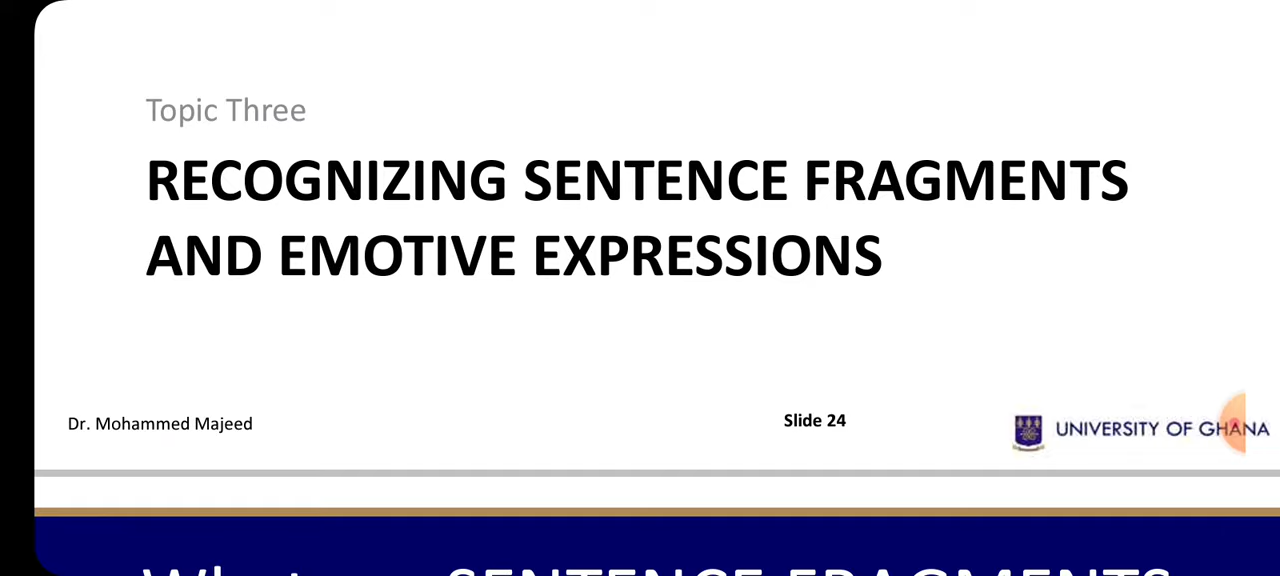 Topic Three
RECOGNIZING SENTENCE FRAGMENTS
AND EMOTIVE EXPRESSIONS
Dr. Mohammed Majeed
Slide 24
UNIVERSITY OF GHANA
SENTENCE FRAGMENTS